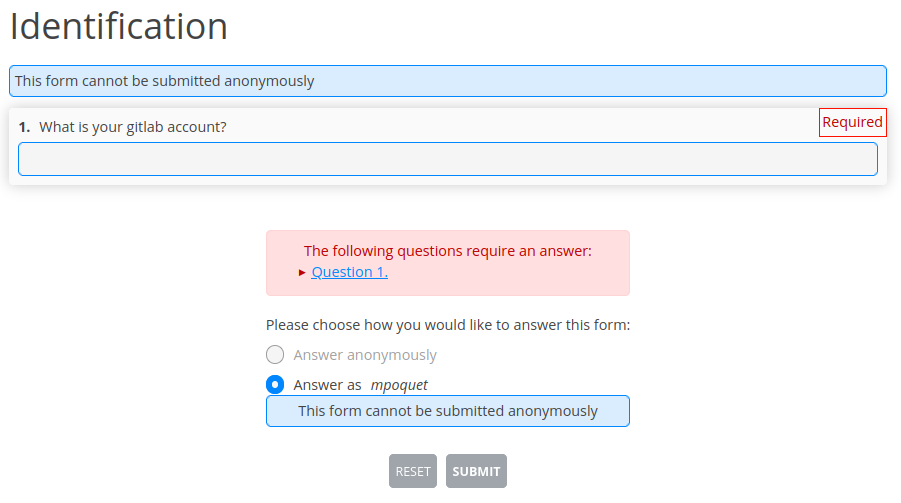 Identification
This form cannot be submitted anonymously
1. What is your gitlab account?
Required
The following questions require an answer:
▸ Question 1.
Please choose how you would like to answer this form:
Answer anonymously
Answer as mpoquet
This form cannot be submitted anonymously
RESET SUBMIT